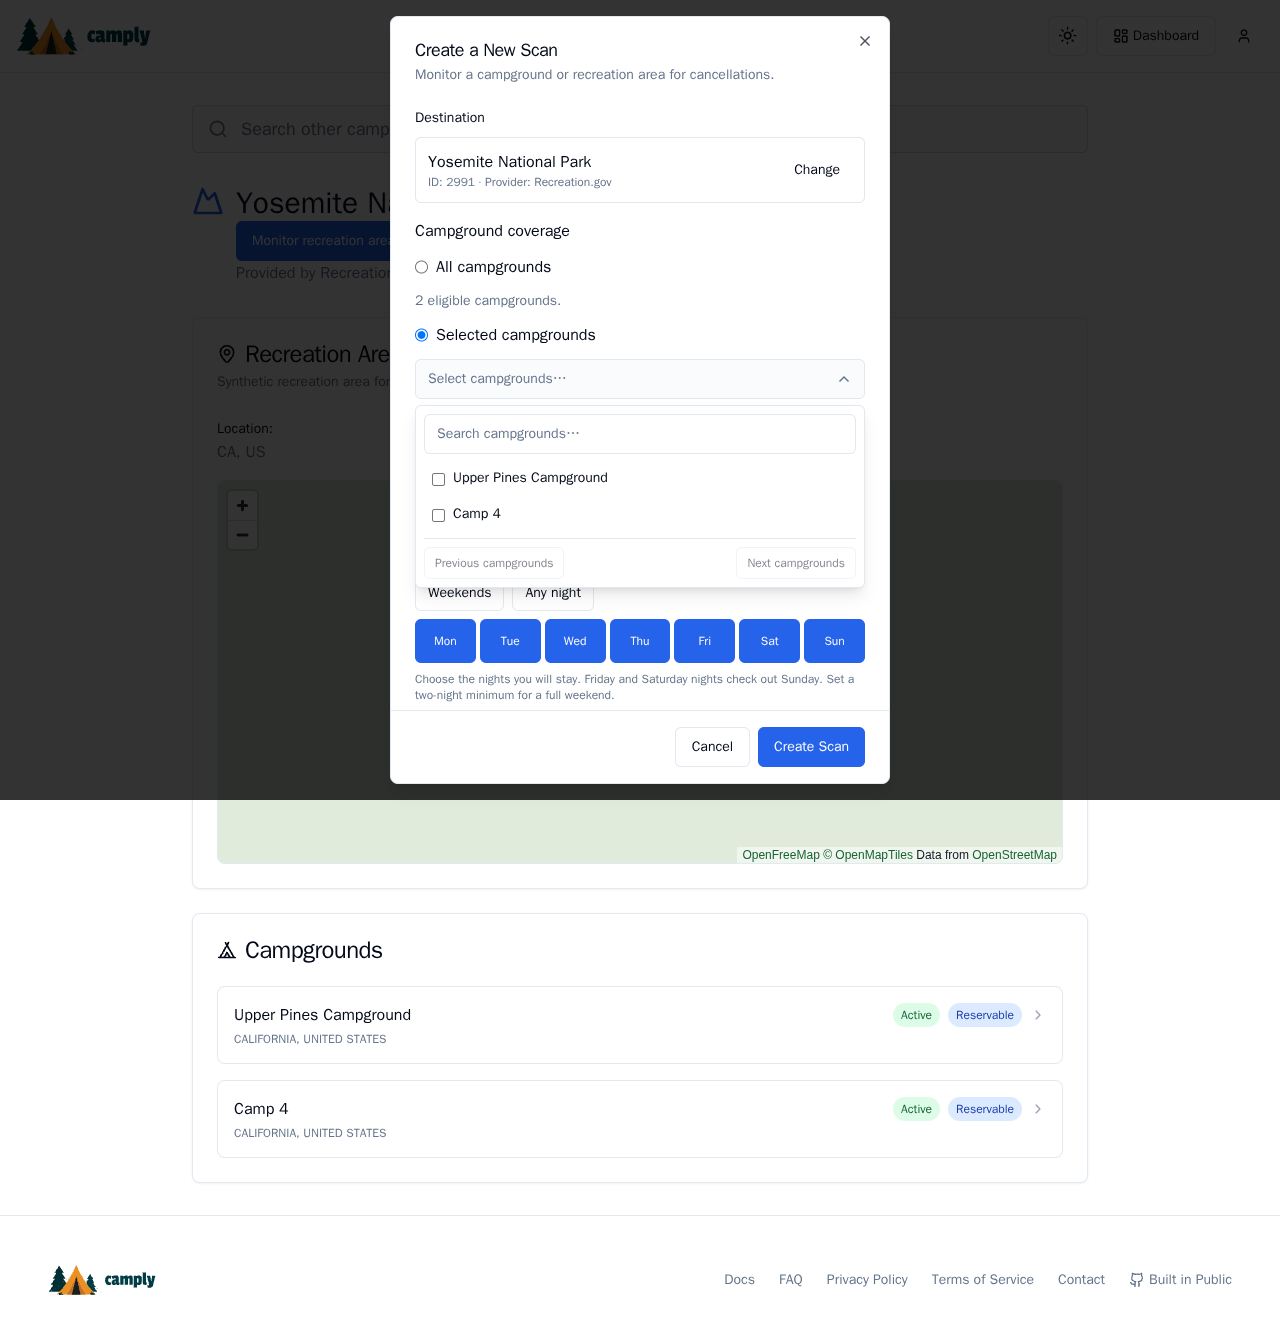 camply
Dashboard
Search other camp
Yosemite Na
Monitor recreation area
Provided by Recreation
Recreation Are
Synthetic recreation area for
Location:
CA, US
+
−
Create a New Scan
Monitor a campground or recreation area for cancellations.
Destination
Yosemite National Park
ID: 2991 · Provider: Recreation.gov
Change
Campground coverage
All campgrounds
2 eligible campgrounds.
Selected campgrounds
Select campgrounds…
Search campgrounds…
Upper Pines Campground
Camp 4
Previous campgrounds
Next campgrounds
Weekends
Any night
Mon
Tue
Wed
Thu
Fri
Sat
Sun
Choose the nights you will stay. Friday and Saturday nights check out Sunday. Set a
two-night minimum for a full weekend.
Cancel
Create Scan
OpenFreeMap © OpenMapTiles Data from OpenStreetMap
Campgrounds
Upper Pines Campground
Active
Reservable
CALIFORNIA, UNITED STATES
Camp 4
Active
Reservable
CALIFORNIA, UNITED STATES
camply
Docs
FAQ
Privacy Policy
Terms of Service
Contact
Built in Public